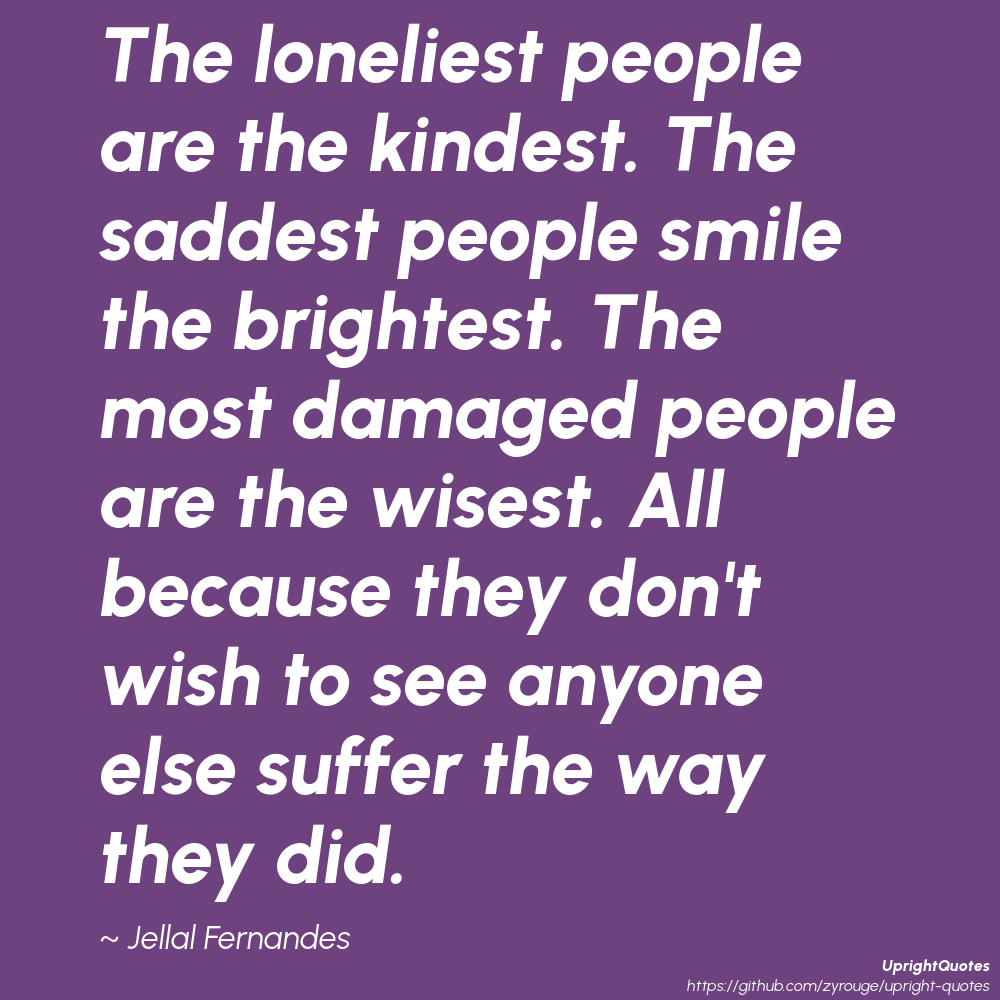 The loneliest people
are the kindest. The
saddest people smile
the brightest. The
most damaged people
are the wisest. All
because they don't
wish to see anyone
else suffer the way
they did.
~ Jellal Fernandes
UprightQuotes
https://github.com/zyrouge/upright-quotes